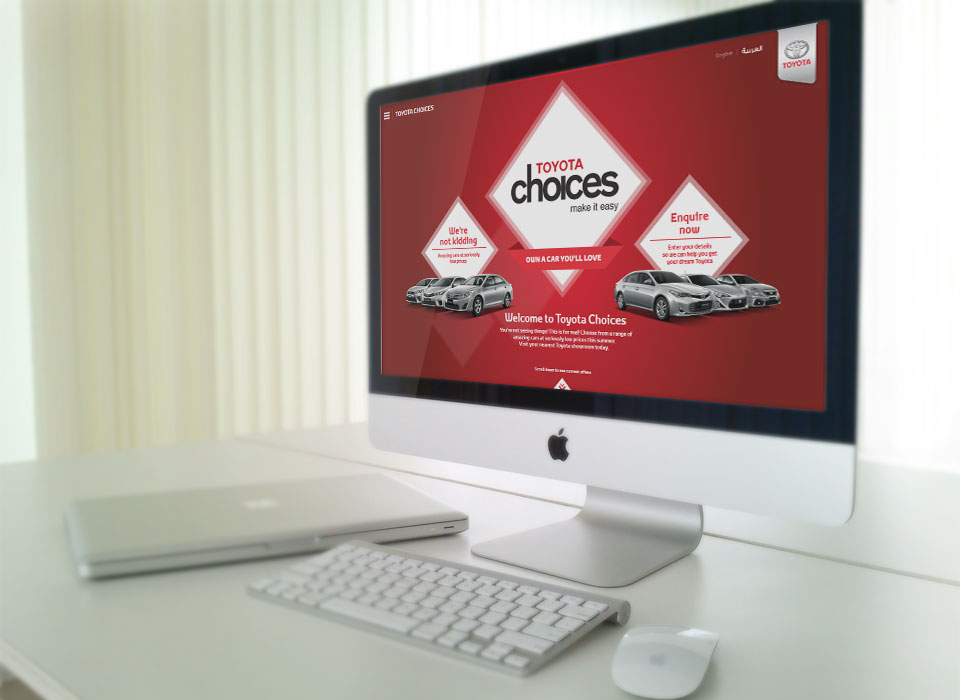 English | العربية
TOYOTA
TOYOTA CHOICES
TOYOTA
choices
make it easy
We're
not kidding
Amazing cars at seriously
low prices
Enquire
now
Enter your details
so we can help you get
your dream Toyota
OWN A CAR YOU'LL LOVE
Welcome to Toyota Choices
You're not seeing things! This is for real! Choose from a range of
amazing cars at seriously low prices this summer.
Visit your nearest Toyota showroom today.
Scroll down to see current offers